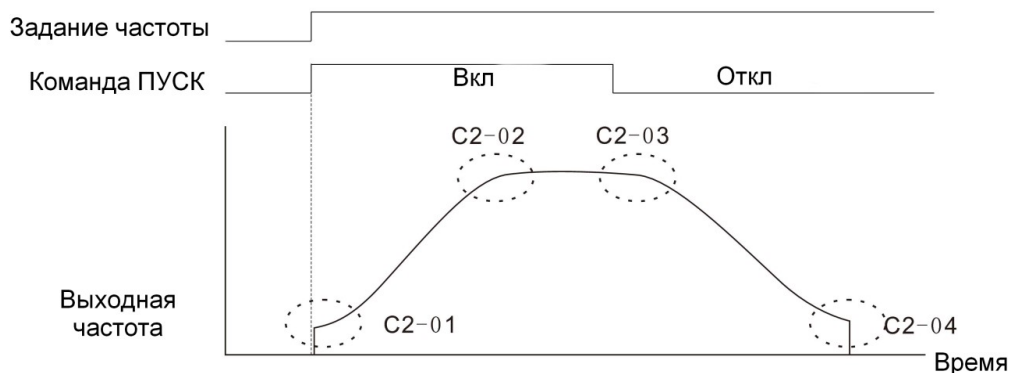 Задание частоты
Команда ПУСК
Вкл
Откл
C2-02
C2-03
Выходная
частота
C2-01
C2-04
Время